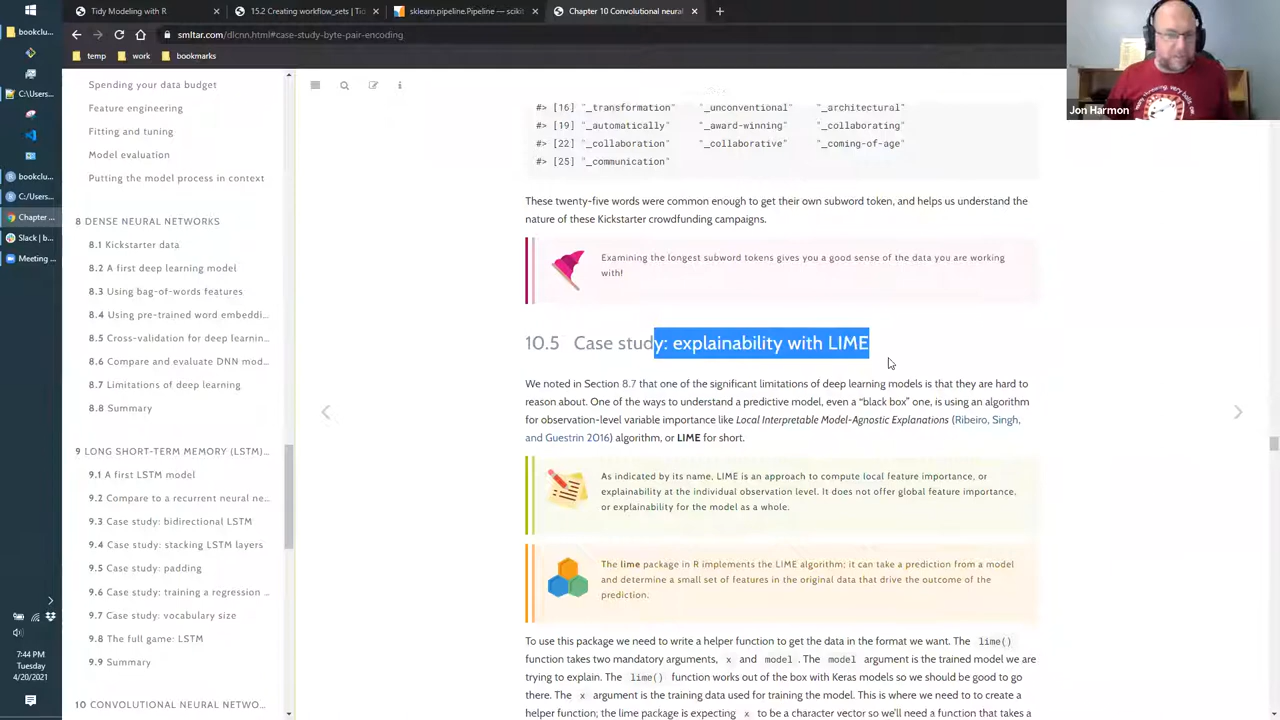 Tidy Modeling with R
15.2 Creating workflow_sets | Tid
sklearn.pipeline.Pipeline — scikit
Chapter 10 Convolutional neural
smltar.com/dlcnn.html#case-study-byte-pair-encoding
temp
work
bookmarks
bookclu
C:\Users
bookclu
C:/Users
Chapter ...
Slack | b...
Meeting ...
7:44 PM
Tuesday
4/20/2021
Spending your data budget
Feature engineering
Fitting and tuning
Model evaluation
Putting the model process in context
8 DENSE NEURAL NETWORKS
8.1 Kickstarter data
8.2 A first deep learning model
8.3 Using bag-of-words features
8.4 Using pre-trained word embeddi...
8.5 Cross-validation for deep learnin...
8.6 Compare and evaluate DNN mod...
8.7 Limitations of deep learning
8.8 Summary
9 LONG SHORT-TERM MEMORY (LSTM)...
9.1 A first LSTM model
9.2 Compare to a recurrent neural ne...
9.3 Case study: bidirectional LSTM
9.4 Case study: stacking LSTM layers
9.5 Case study: padding
9.6 Case study: training a regression ...
9.7 Case study: vocabulary size
9.8 The full game: LSTM
9.9 Summary
10 CONVOLUTIONAL NEURAL NETWO...
#> [16] "_transformation" "_unconventional" "_architectural"
#> [19] "_automatically" "_award-winning" "_collaborating"
#> [22] "_collaboration" "_collaborative" "_coming-of-age"
#> [25] "_communication"
These twenty-five words were common enough to get their own subword token, and helps us understand the
nature of these Kickstarter crowdfunding campaigns.
Examining the longest subword tokens gives you a good sense of the data you are working
with!
10.5 Case study: explainability with LIME
We noted in Section 8.7 that one of the significant limitations of deep learning models is that they are hard to
reason about. One of the ways to understand a predictive model, even a “black box” one, is using an algorithm
for observation-level variable importance like Local Interpretable Model-Agnostic Explanations (Ribeiro, Singh,
and Guestrin 2016) algorithm, or LIME for short.
As indicated by its name, LIME is an approach to compute local feature importance, or
explainability at the individual observation level. It does not offer global feature importance,
or explainability for the model as a whole.
The lime package in R implements the LIME algorithm; it can take a prediction from a model
and determine a small set of features in the original data that drive the outcome of the
prediction.
To use this package we need to write a helper function to get the data in the format we want. The lime()
function takes two mandatory arguments, x and model . The model argument is the trained model we are
trying to explain. The lime() function works out of the box with Keras models so we should be good to go
there. The x argument is the training data used for training the model. This is where we need to to create a
helper function; the lime package is expecting x to be a character vector so we'll need a function that takes a
Jon Harmon